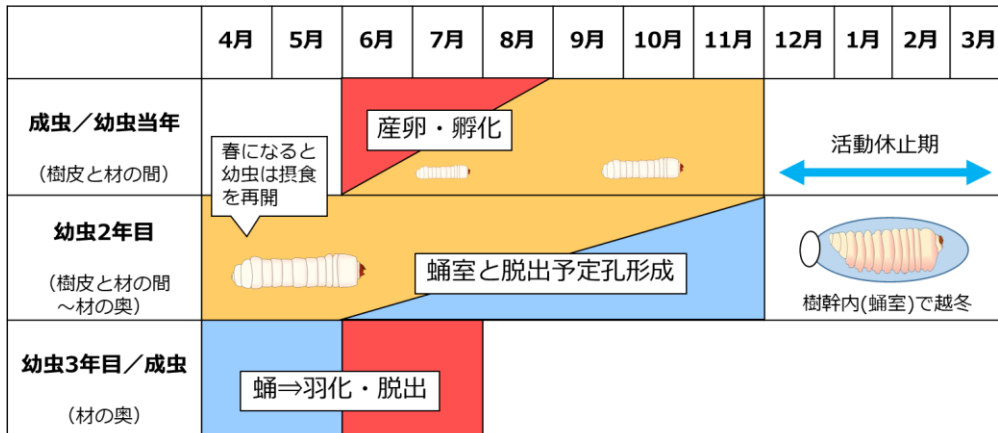 4月 5月 6月 7月 8月 9月 10月 11月 12月 1月 2月 3月
成虫／幼虫当年
（樹皮と材の間）
産卵・孵化
活動休止期
春になると
幼虫は摂食
を再開
幼虫2年目
（樹皮と材の間
～材の奥）
蛹室と脱出予定孔形成
樹幹内(蛹室)で越冬
幼虫3年目／成虫
（材の奥）
蛹⇒羽化・脱出